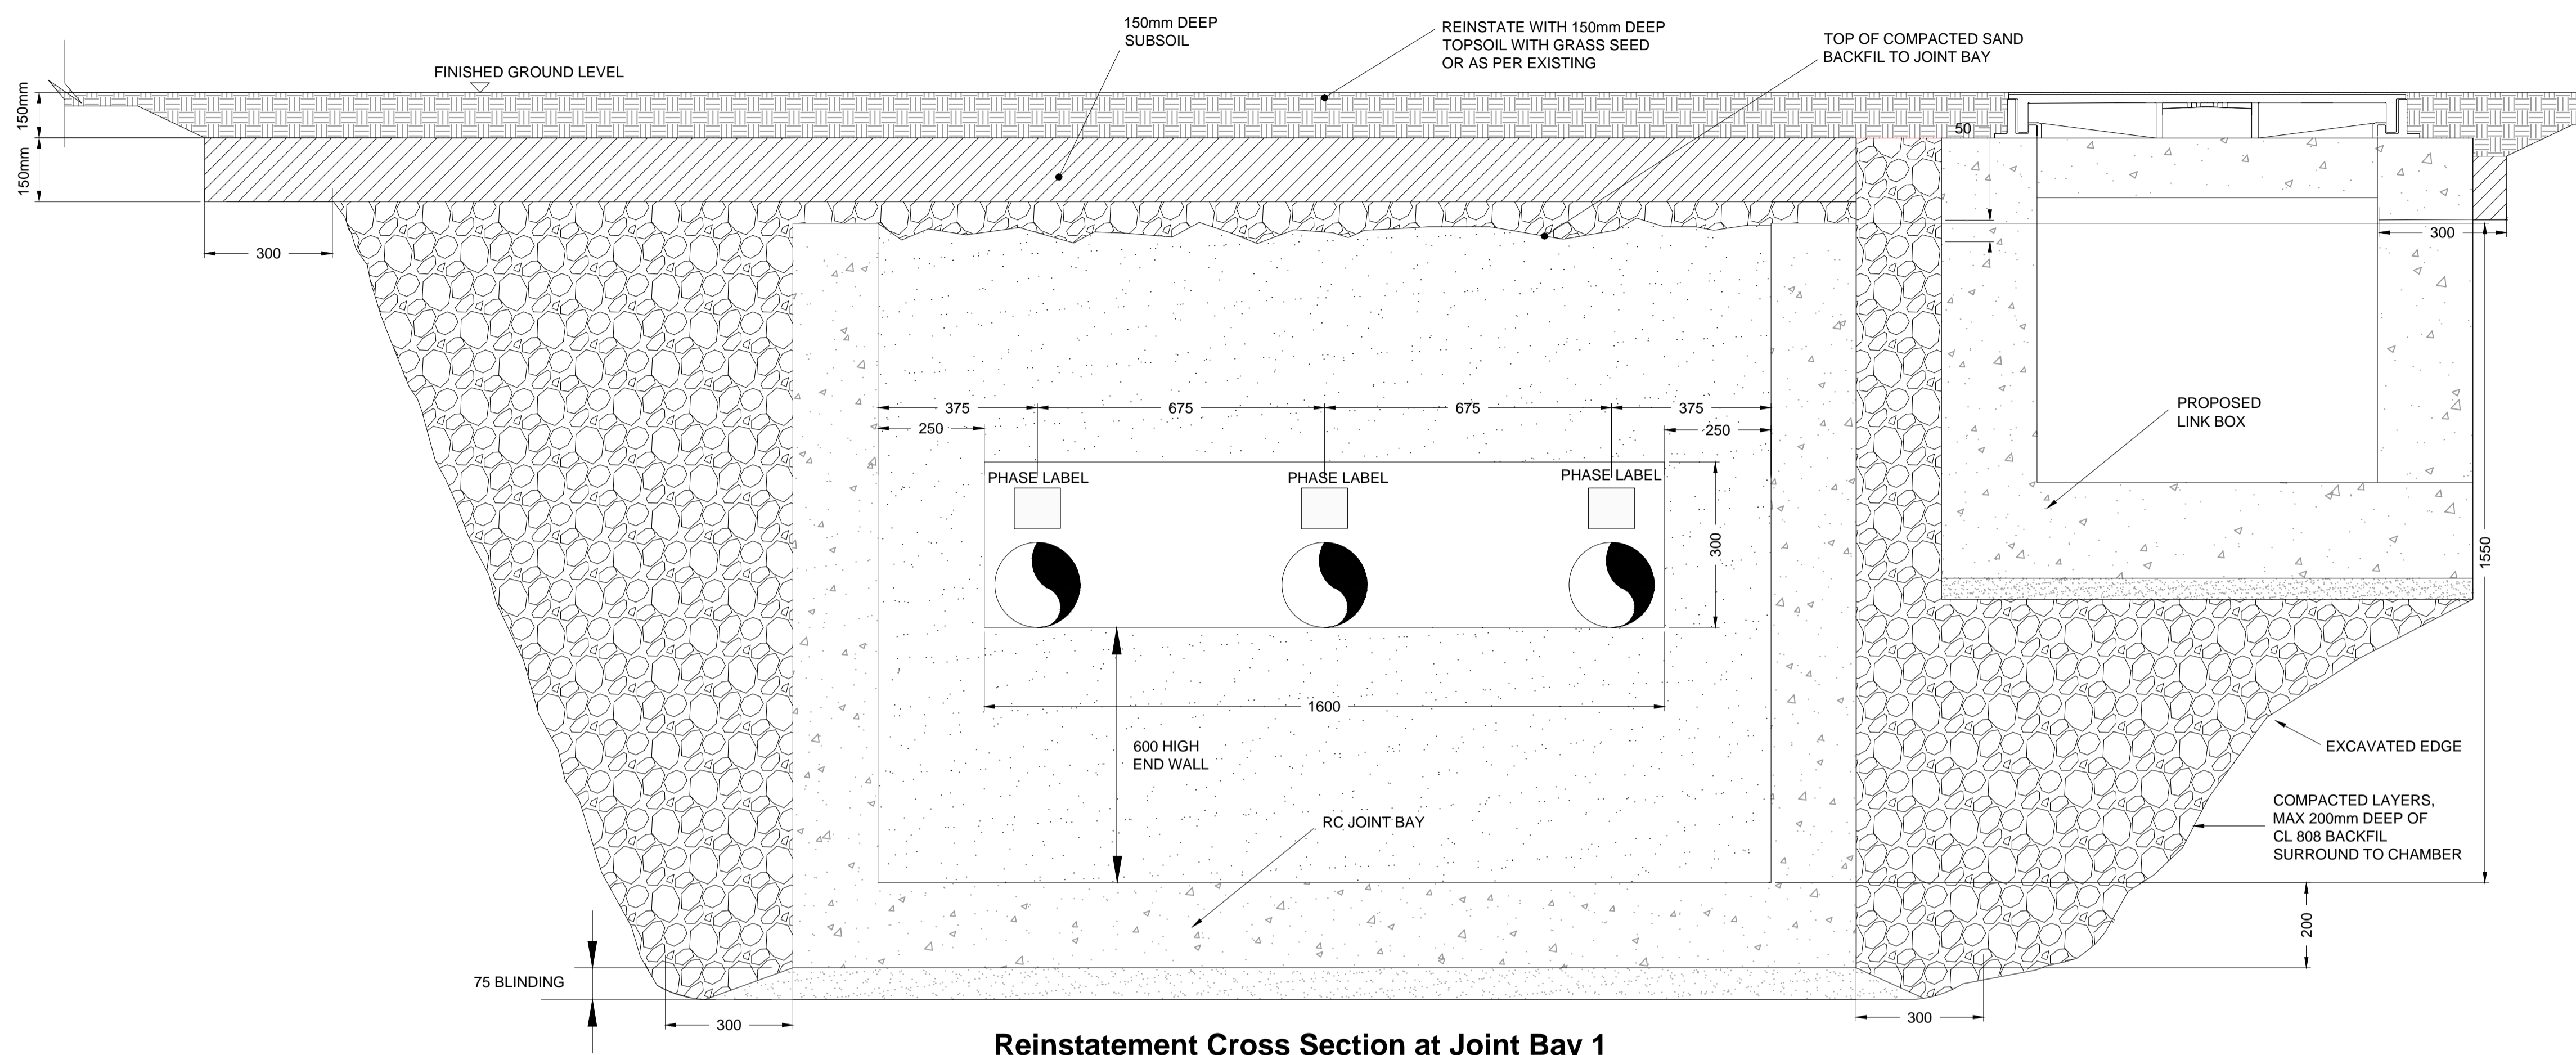 150mm DEEP
SUBSOIL
REINSTATE WITH 150mm DEEP
TOPSOIL WITH GRASS SEED
OR AS PER EXISTING
TOP OF COMPACTED SAND
BACKFIL TO JOINT BAY
FINISHED GROUND LEVEL
150mm
150mm
50
300
300
375
675
675
375
250
250
PROPOSED
LINK BOX
PHASE LABEL
PHASE LABEL
PHASE LABEL
300
1550
1600
600 HIGH
END WALL
EXCAVATED EDGE
RC JOINT BAY
COMPACTED LAYERS,
MAX 200mm DEEP OF
CL 808 BACKFIL
SURROUND TO CHAMBER
200
75 BLINDING
300
300
Reinstatement Cross Section at Joint Bay 1